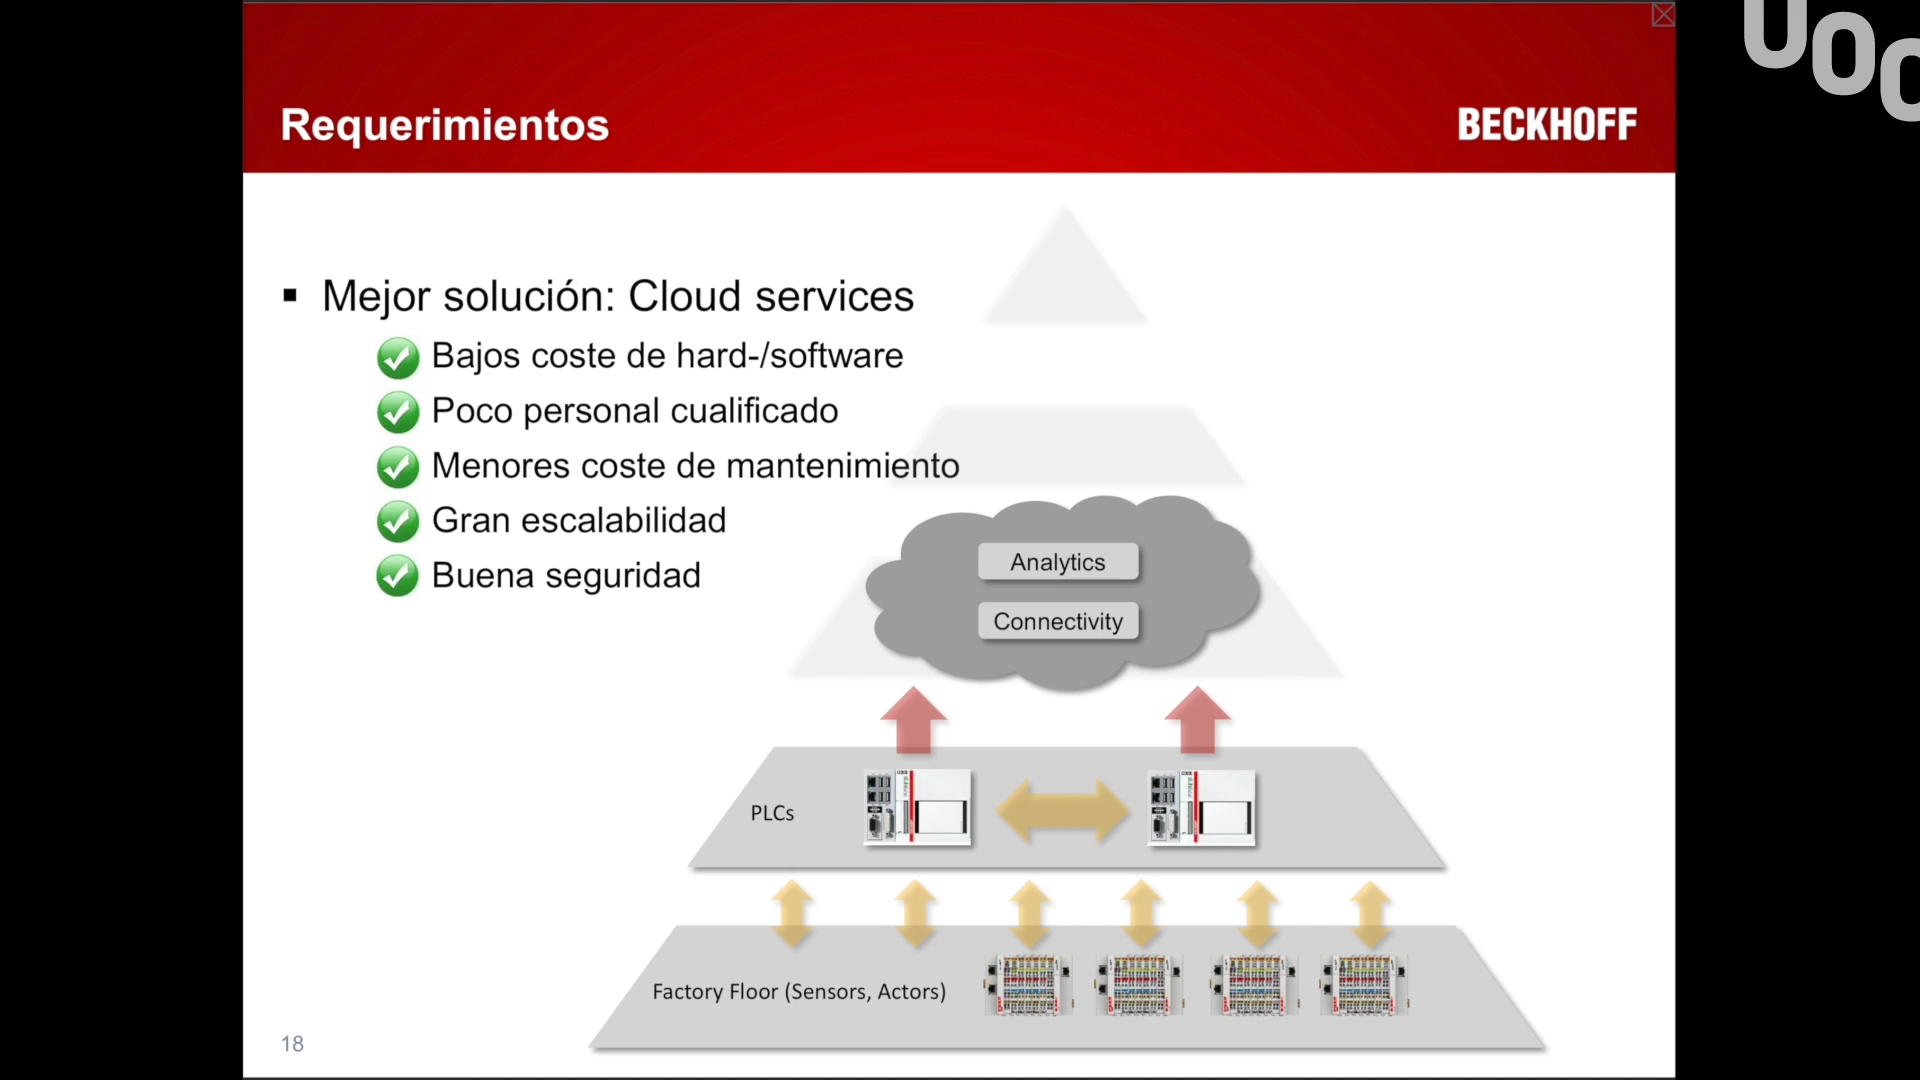 UOC
Requerimientos
BECKHOFF
Mejor solución: Cloud services
Bajos coste de hard-/software
Poco personal cualificado
Menores coste de mantenimiento
Gran escalabilidad
Buena seguridad
Analytics
Connectivity
PLCs
Factory Floor (Sensors, Actors)
18